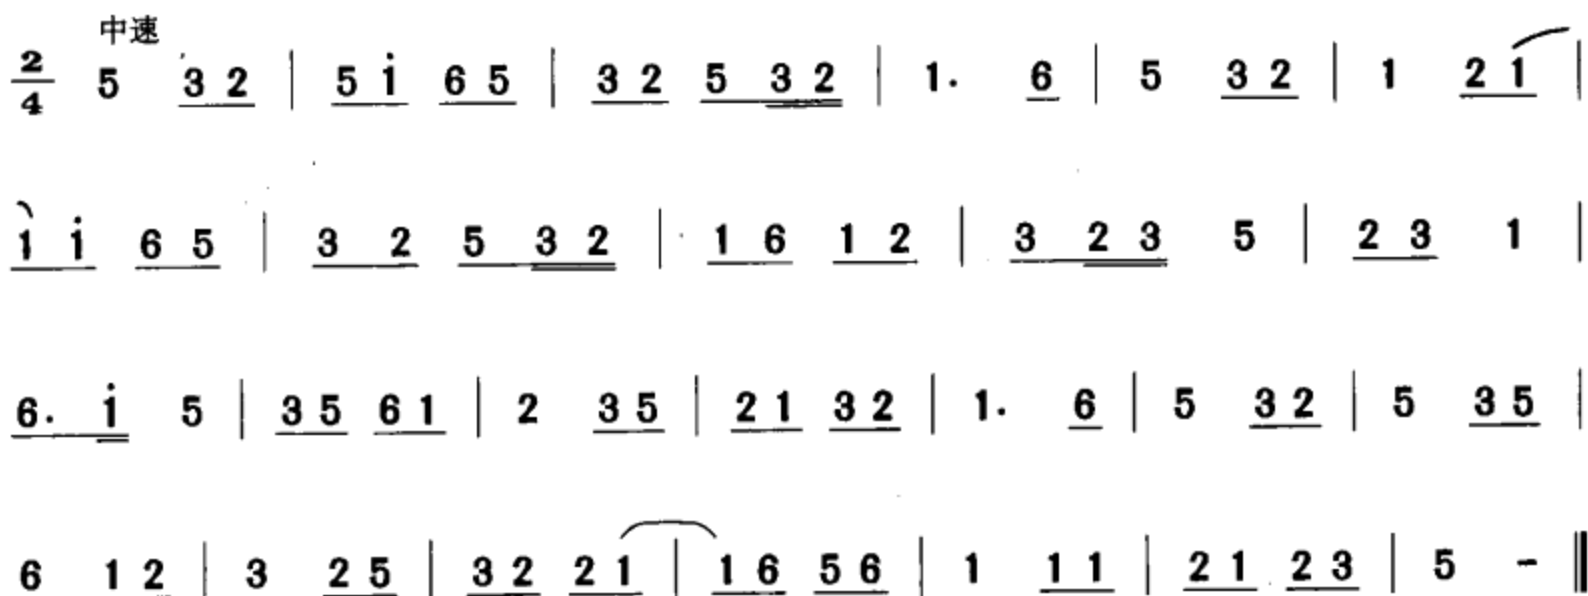 中速
2/4 5 3 2 | 5 i 6 5 | 3 2 5 3 2 | 1. 6 | 5 3 2 | 1 2 1 |
1 i 6 5 | 3 2 5 3 2 | 1 6 1 2 | 3 2 3 5 | 2 3 1 |
6. i 5 | 3 5 6 1 | 2 3 5 | 2 1 3 2 | 1. 6 | 5 3 2 | 5 3 5 |
6 1 2 | 3 2 5 | 3 2 2 1 | 1 6 5 6 | 1 1 1 | 2 1 2 3 | 5 - ‖